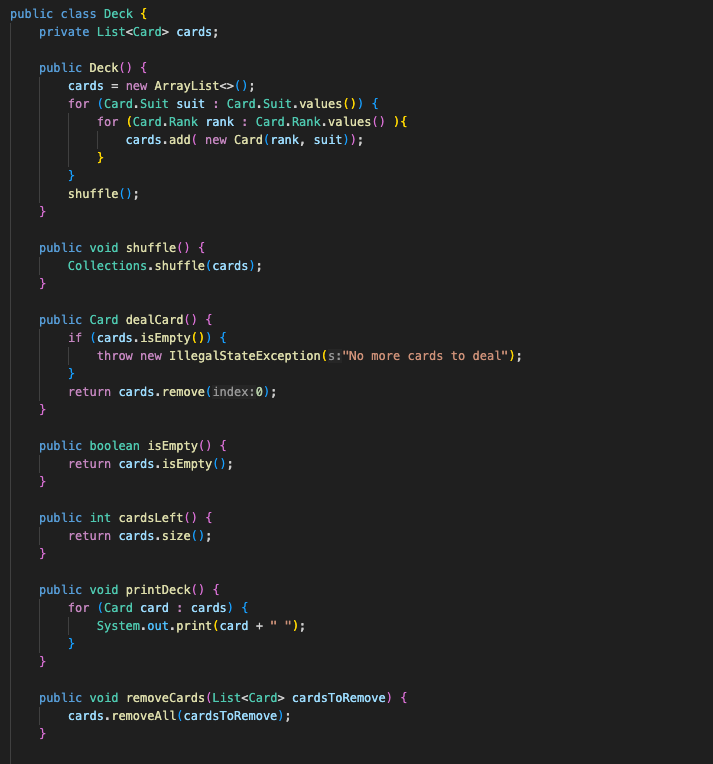 public class Deck {
    private List<Card> cards;

    public Deck() {
        cards = new ArrayList<>();
        for (Card.Suit suit : Card.Suit.values()) {
            for (Card.Rank rank : Card.Rank.values() ){
                cards.add( new Card(rank, suit));
            }
        }
        shuffle();
    }

    public void shuffle() {
        Collections.shuffle(cards);
    }

    public Card dealCard() {
        if (cards.isEmpty()) {
            throw new IllegalStateException(s:"No more cards to deal");
        }
        return cards.remove(index:0);
    }

    public boolean isEmpty() {
        return cards.isEmpty();
    }

    public int cardsLeft() {
        return cards.size();
    }

    public void printDeck() {
        for (Card card : cards) {
            System.out.print(card + " ");
        }
    }

    public void removeCards(List<Card> cardsToRemove) {
        cards.removeAll(cardsToRemove);
    }